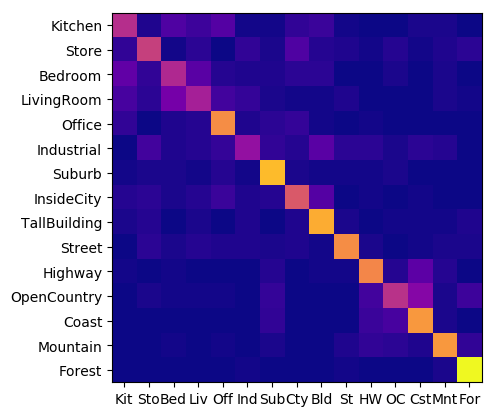 Kitchen
Store
Bedroom
LivingRoom
Office
Industrial
Suburb
InsideCity
TallBuilding
Street
Highway
OpenCountry
Coast
Mountain
Forest
Kit Sto Bed Liv Off Ind Sub Cty Bld St HW OC Cst Mnt For